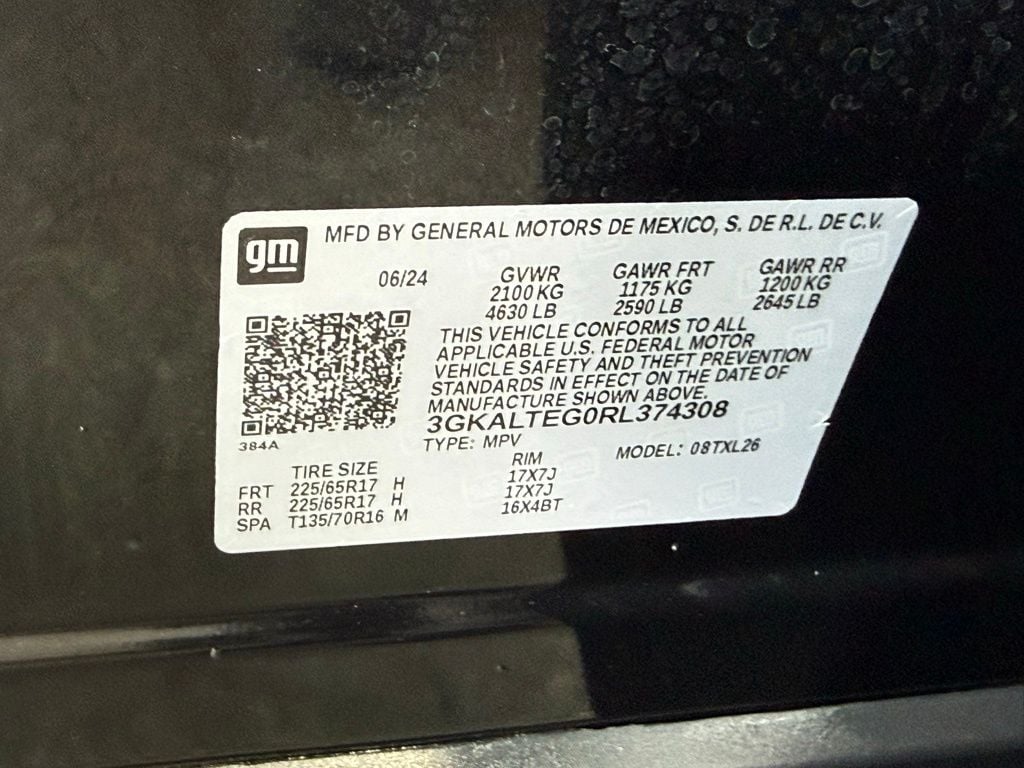 gm
MFD BY GENERAL MOTORS DE MEXICO, S. DE R.L. DE C.V.
06/24 GVWR GAWR FRT GAWR RR
2100 KG 1175 KG 1200 KG
4630 LB 2590 LB 2645 LB
THIS VEHICLE CONFORMS TO ALL
APPLICABLE U.S. FEDERAL MOTOR
VEHICLE SAFETY AND THEFT PREVENTION
STANDARDS IN EFFECT ON THE DATE OF
MANUFACTURE SHOWN ABOVE.
3GKALTEG0RL374308
384A
TYPE: MPV MODEL: 08TXL26
TIRE SIZE RIM
FRT 225/65R17 H 17X7J
RR 225/65R17 H 17X7J
SPA T135/70R16 M 16X4BT